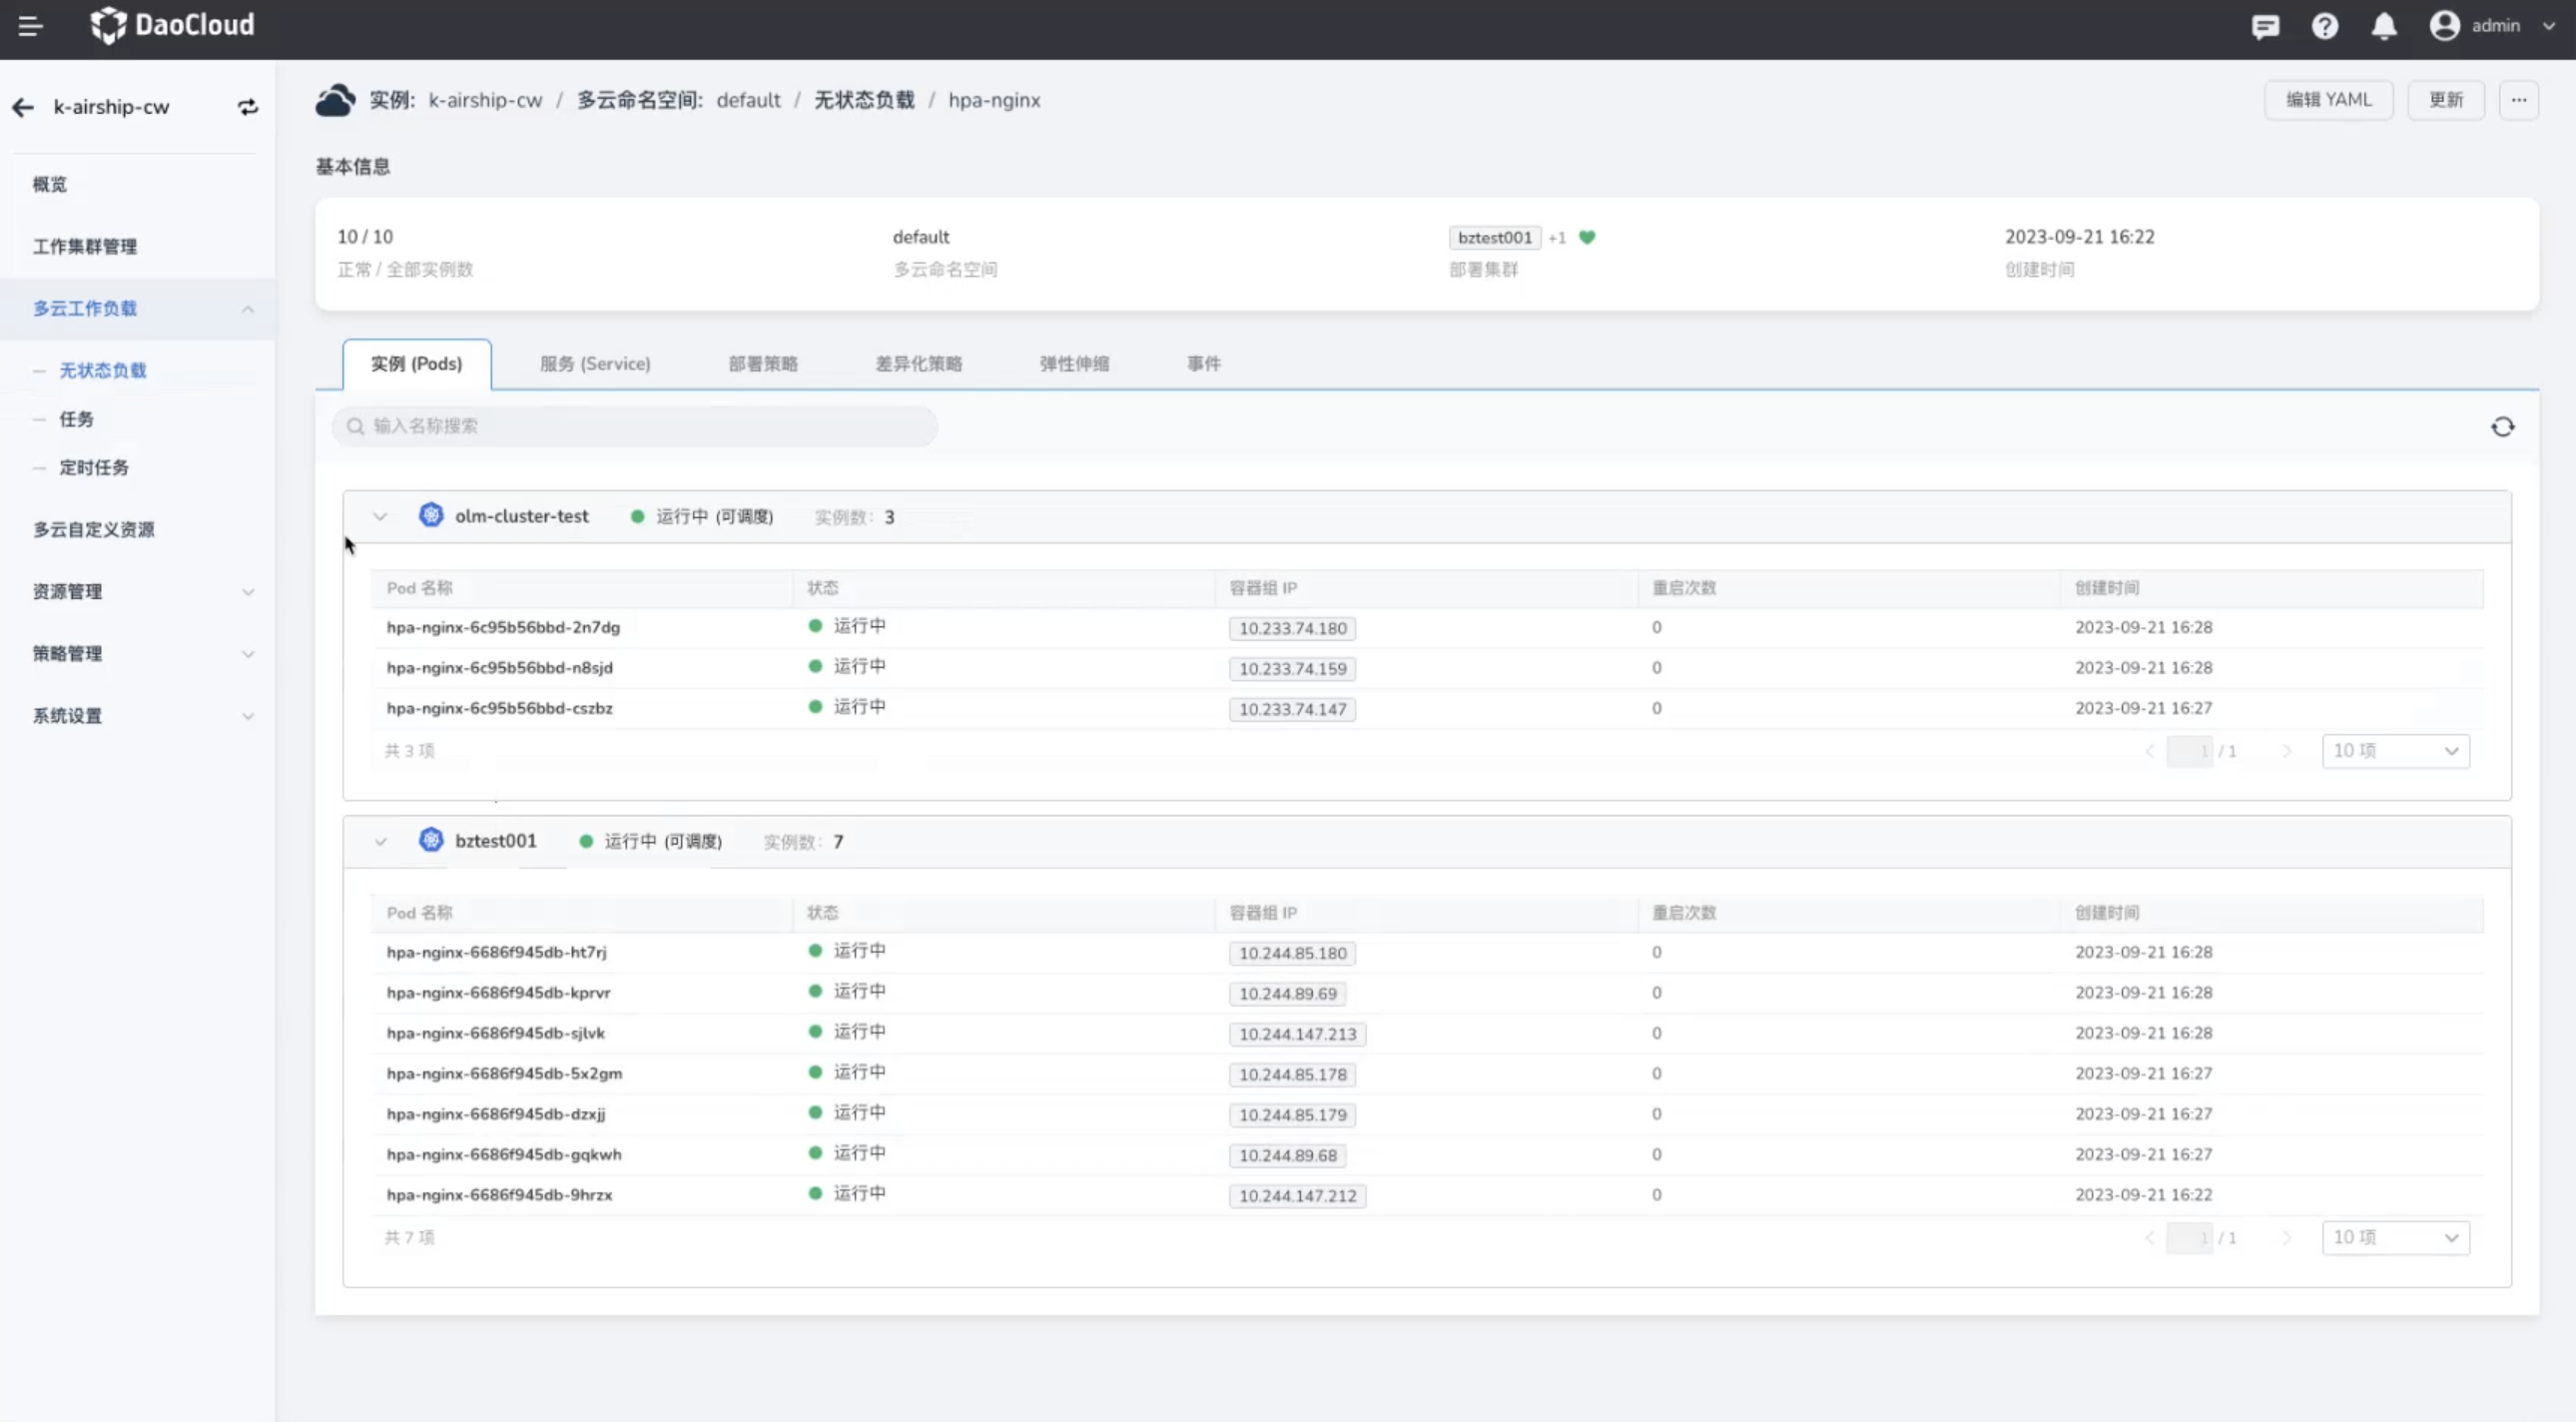 DaoCloud
admin
k-airship-cw
实例: k-airship-cw / 多云命名空间: default / 无状态负载 / hpa-nginx
编辑 YAML
更新
概览
工作集群管理
多云工作负载
无状态负载
任务
定时任务
多云自定义资源
资源管理
策略管理
系统设置
基本信息
10 / 10
正常 / 全部实例数
default
多云命名空间
bztest001 +1
部署集群
2023-09-21 16:22
创建时间
实例 (Pods) 服务 (Service) 部署策略 差异化策略 弹性伸缩 事件
输入名称搜索
olm-cluster-test 运行中 (可调度) 实例数: 3
Pod 名称 状态 容器组 IP 重启次数 创建时间
hpa-nginx-6c95b56bbd-2n7dg 运行中 10.233.74.180 0 2023-09-21 16:28
hpa-nginx-6c95b56bbd-n8sjd 运行中 10.233.74.159 0 2023-09-21 16:28
hpa-nginx-6c95b56bbd-cszbz 运行中 10.233.74.147 0 2023-09-21 16:27
共 3 项 1 / 1 10 项
bztest001 运行中 (可调度) 实例数: 7
Pod 名称 状态 容器组 IP 重启次数 创建时间
hpa-nginx-6686f945db-ht7rj 运行中 10.244.85.180 0 2023-09-21 16:28
hpa-nginx-6686f945db-kprvr 运行中 10.244.89.69 0 2023-09-21 16:28
hpa-nginx-6686f945db-sjlvk 运行中 10.244.147.213 0 2023-09-21 16:28
hpa-nginx-6686f945db-5x2gm 运行中 10.244.85.178 0 2023-09-21 16:27
hpa-nginx-6686f945db-dzxjj 运行中 10.244.85.179 0 2023-09-21 16:27
hpa-nginx-6686f945db-gqkwh 运行中 10.244.89.68 0 2023-09-21 16:27
hpa-nginx-6686f945db-9hrzx 运行中 10.244.147.212 0 2023-09-21 16:22
共 7 项 1 / 1 10 项